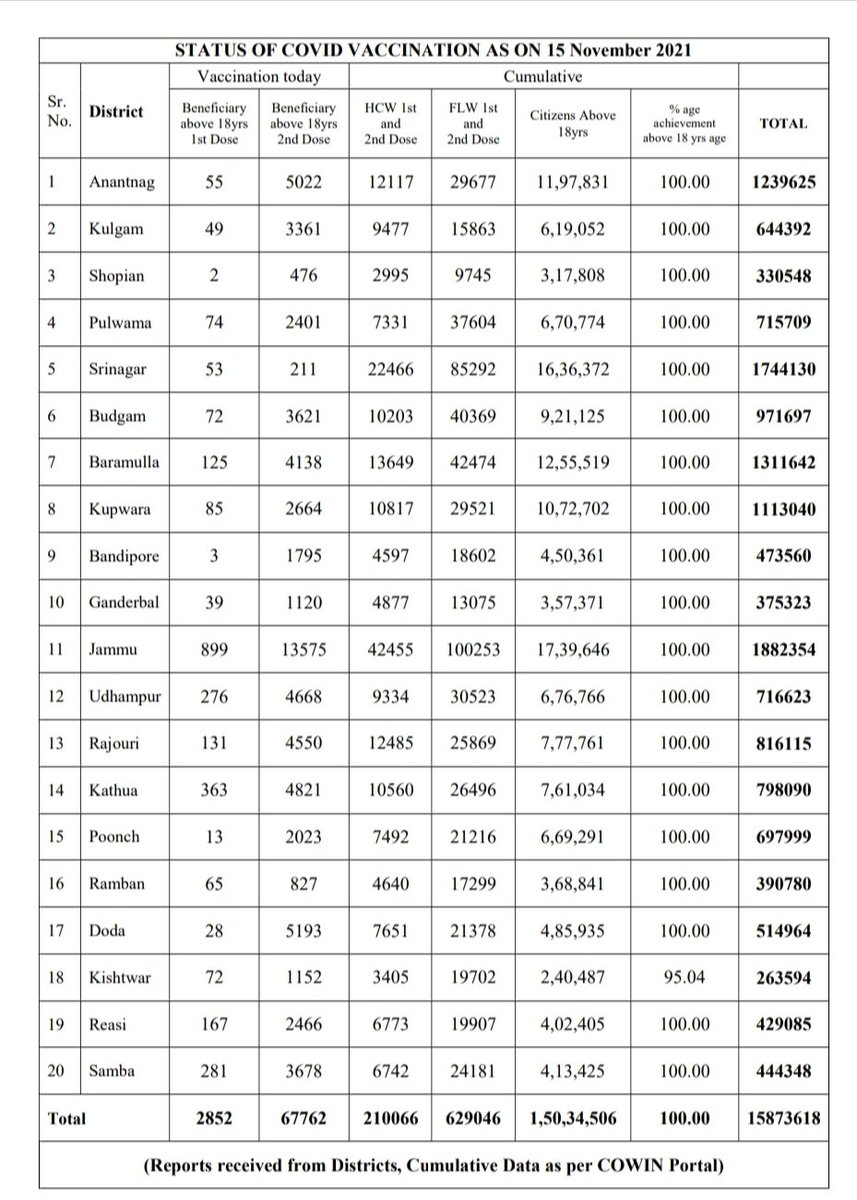 STATUS OF COVID VACCINATION AS ON 15 November 2021
Sr. No. District Vaccination today Cumulative
Beneficiary above 18yrs 1st Dose Beneficiary above 18yrs 2nd Dose HCW 1st and 2nd Dose FLW 1st and 2nd Dose Citizens Above 18yrs % age achievement above 18 yrs age TOTAL
1 Anantnag 55 5022 12117 29677 11,97,831 100.00 1239625
2 Kulgam 49 3361 9477 15863 6,19,052 100.00 644392
3 Shopian 2 476 2995 9745 3,17,808 100.00 330548
4 Pulwama 74 2401 7331 37604 6,70,774 100.00 715709
5 Srinagar 53 211 22466 85292 16,36,372 100.00 1744130
6 Budgam 72 3621 10203 40369 9,21,125 100.00 971697
7 Baramulla 125 4138 13649 42474 12,55,519 100.00 1311642
8 Kupwara 85 2664 10817 29521 10,72,702 100.00 1113040
9 Bandipore 3 1795 4597 18602 4,50,361 100.00 473560
10 Ganderbal 39 1120 4877 13075 3,57,371 100.00 375323
11 Jammu 899 13575 42455 100253 17,39,646 100.00 1882354
12 Udhampur 276 4668 9334 30523 6,76,766 100.00 716623
13 Rajouri 131 4550 12485 25869 7,77,761 100.00 816115
14 Kathua 363 4821 10560 26496 7,61,034 100.00 798090
15 Poonch 13 2023 7492 21216 6,69,291 100.00 697999
16 Ramban 65 827 4640 17299 3,68,841 100.00 390780
17 Doda 28 5193 7651 21378 4,85,935 100.00 514964
18 Kishtwar 72 1152 3405 19702 2,40,487 95.04 263594
19 Reasi 167 2466 6773 19907 4,02,405 100.00 429085
20 Samba 281 3678 6742 24181 4,13,425 100.00 444348
Total 2852 67762 210066 629046 1,50,34,506 100.00 15873618
(Reports received from Districts, Cumulative Data as per COWIN Portal)